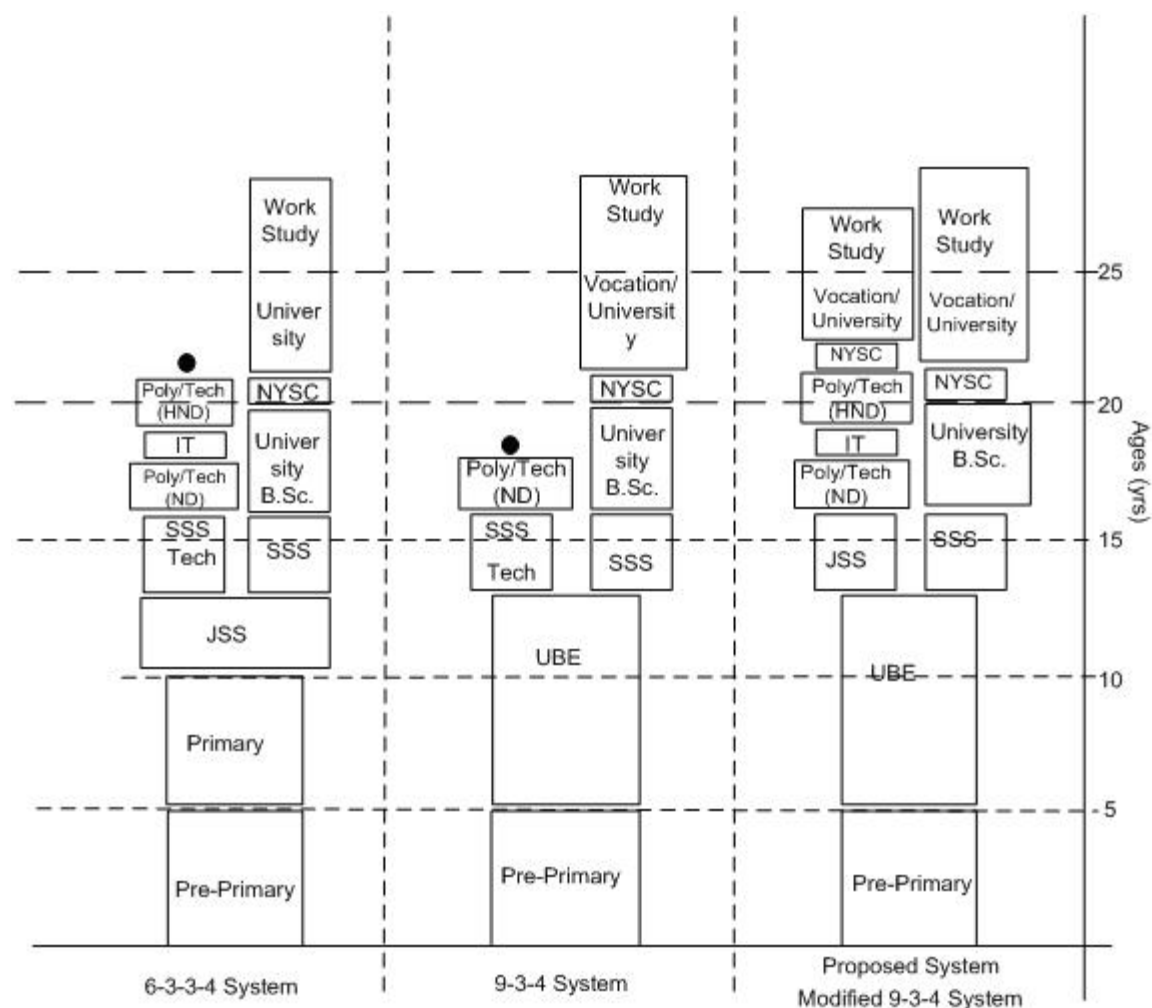 Work
Study
Univer
sity
Poly/Tech
(HND)
NYSC
IT
Univer
sity
B.Sc.
Poly/Tech
(ND)
SSS
Tech
SSS
JSS
Primary
Pre-Primary
6-3-3-4 System
Work
Study
Vocation/
Universit
y
NYSC
Univer
sity
B.Sc.
Poly/Tech
(ND)
SSS
Tech
SSS
UBE
Pre-Primary
9-3-4 System
Work
Study
Vocation/
University
NYSC
Poly/Tech
(HND)
IT
Poly/Tech
(ND)
JSS
Work
Study
Vocation/
University
NYSC
University
B.Sc.
SSS
UBE
Pre-Primary
Proposed System
Modified 9-3-4 System
25
20
15
10
5
Ages (yrs)